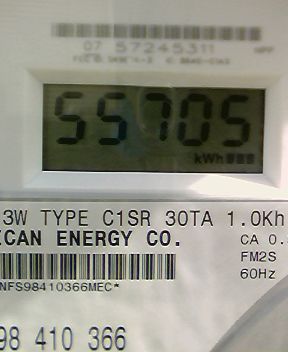 07 57245311
55705
kWh
3W TYPE C1SR 30TA 1.0Kh
ICAN ENERGY CO.
CA 0.
FM2S
60Hz
NFS98410366MEC*
98 410 366